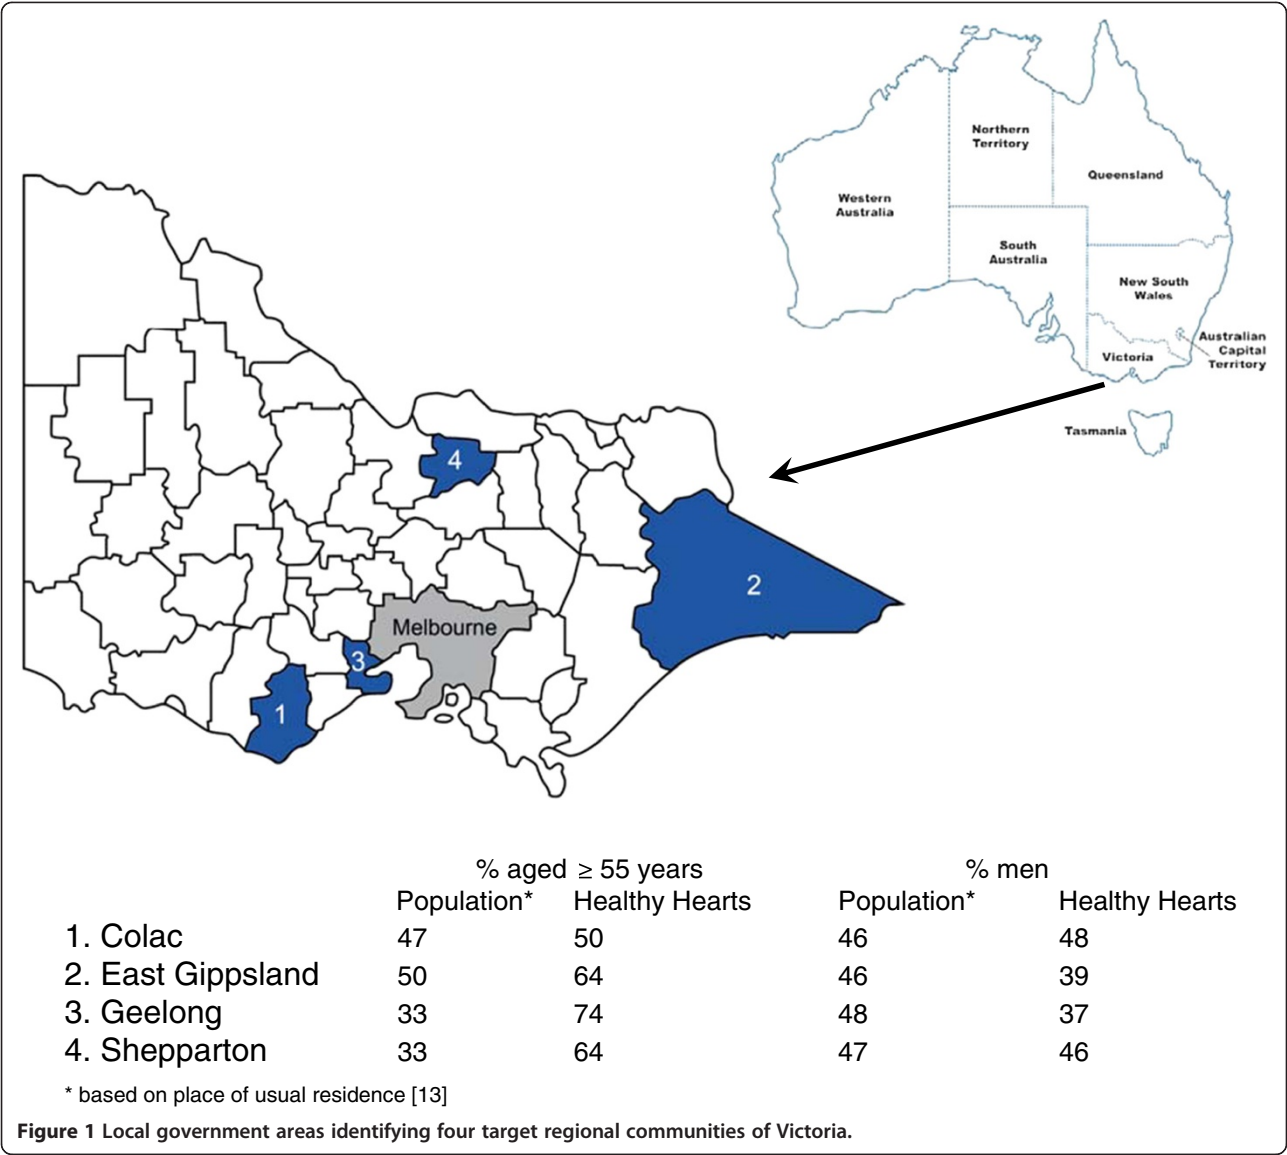 Northern
Territory
Queensland
Western
Australia
South
Australia
New South
Wales
Australian
Capital
Territory
Victoria
Tasmania
4
2
Melbourne
3
1
% aged ≥ 55 years % men
Population* Healthy Hearts Population* Healthy Hearts
1. Colac 47 50 46 48
2. East Gippsland 50 64 46 39
3. Geelong 33 74 48 37
4. Shepparton 33 64 47 46
* based on place of usual residence [13]
Figure 1 Local government areas identifying four target regional communities of Victoria.